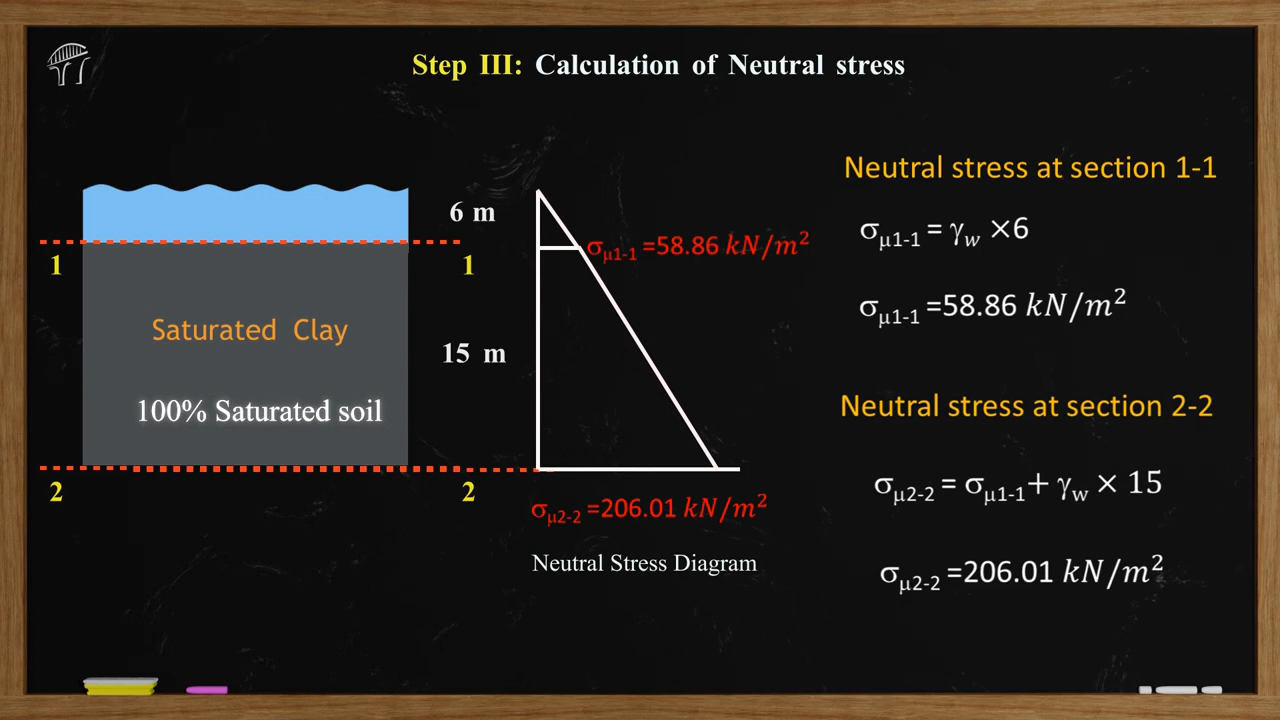 Step III: Calculation of Neutral stress
6 m
1
1
Saturated Clay
15 m
100% Saturated soil
2
2
σμ1-1 =58.86 kN/m²
σμ2-2 =206.01 kN/m²
Neutral Stress Diagram
Neutral stress at section 1-1
σμ1-1 = γw ×6
σμ1-1 =58.86 kN/m²
Neutral stress at section 2-2
σμ2-2 = σμ1-1+ γw × 15
σμ2-2 =206.01 kN/m²